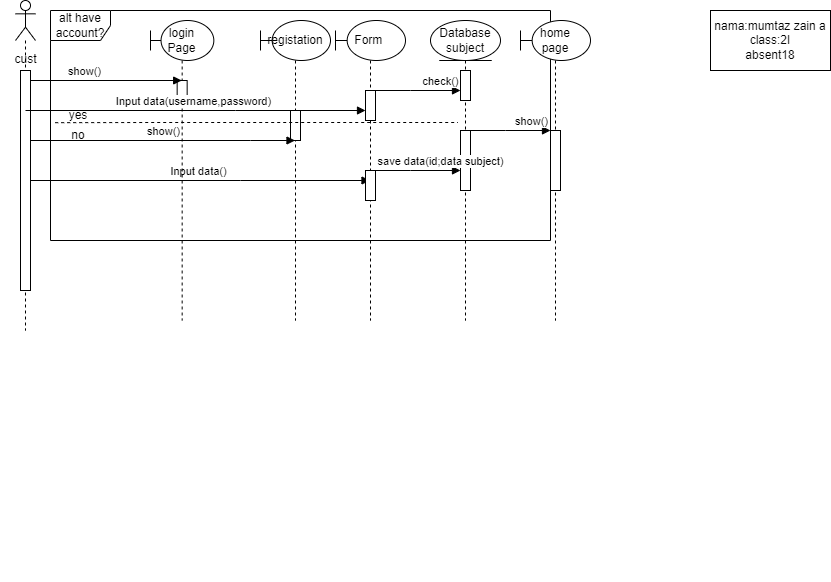 alt have
account?
login
Page
registation
Form
Database
subject
home
page
nama:mumtaz zain a
class:2I
absent18
cust
show()
check()
Input data(username,password)
yes
show()
show()
no
save data(id;data subject)
Input data()